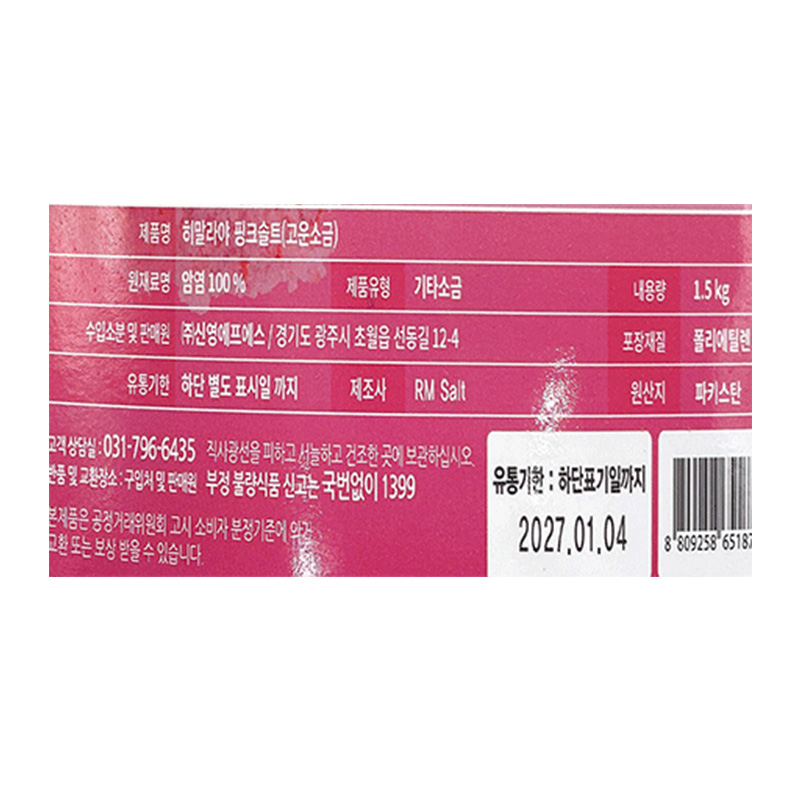 제품명 히말라야 핑크솔트(고운소금)
원재료명 암염 100 % 제품유형 기타소금 내용량 1.5 kg
수입소분 및 판매원 ㈜신영에프에스 / 경기도 광주시 초월읍 선동길 12-4 포장재질 폴리에틸렌
유통기한 하단 별도 표시일 까지 제조사 RM Salt 원산지 파키스탄
고객 상담실 : 031-796-6435 직사광선을 피하고 서늘하고 건조한 곳에 보관하십시오.
반품 및 교환장소 : 구입처 및 판매원 부정 불량식품 신고는 국번없이 1399
본제품은 공정거래위원회 고시 소비자 분쟁기준에 의거
교환 또는 보상 받을 수 있습니다.
유통기한 : 하단표기일까지
2027.01.04
8 809258 65187